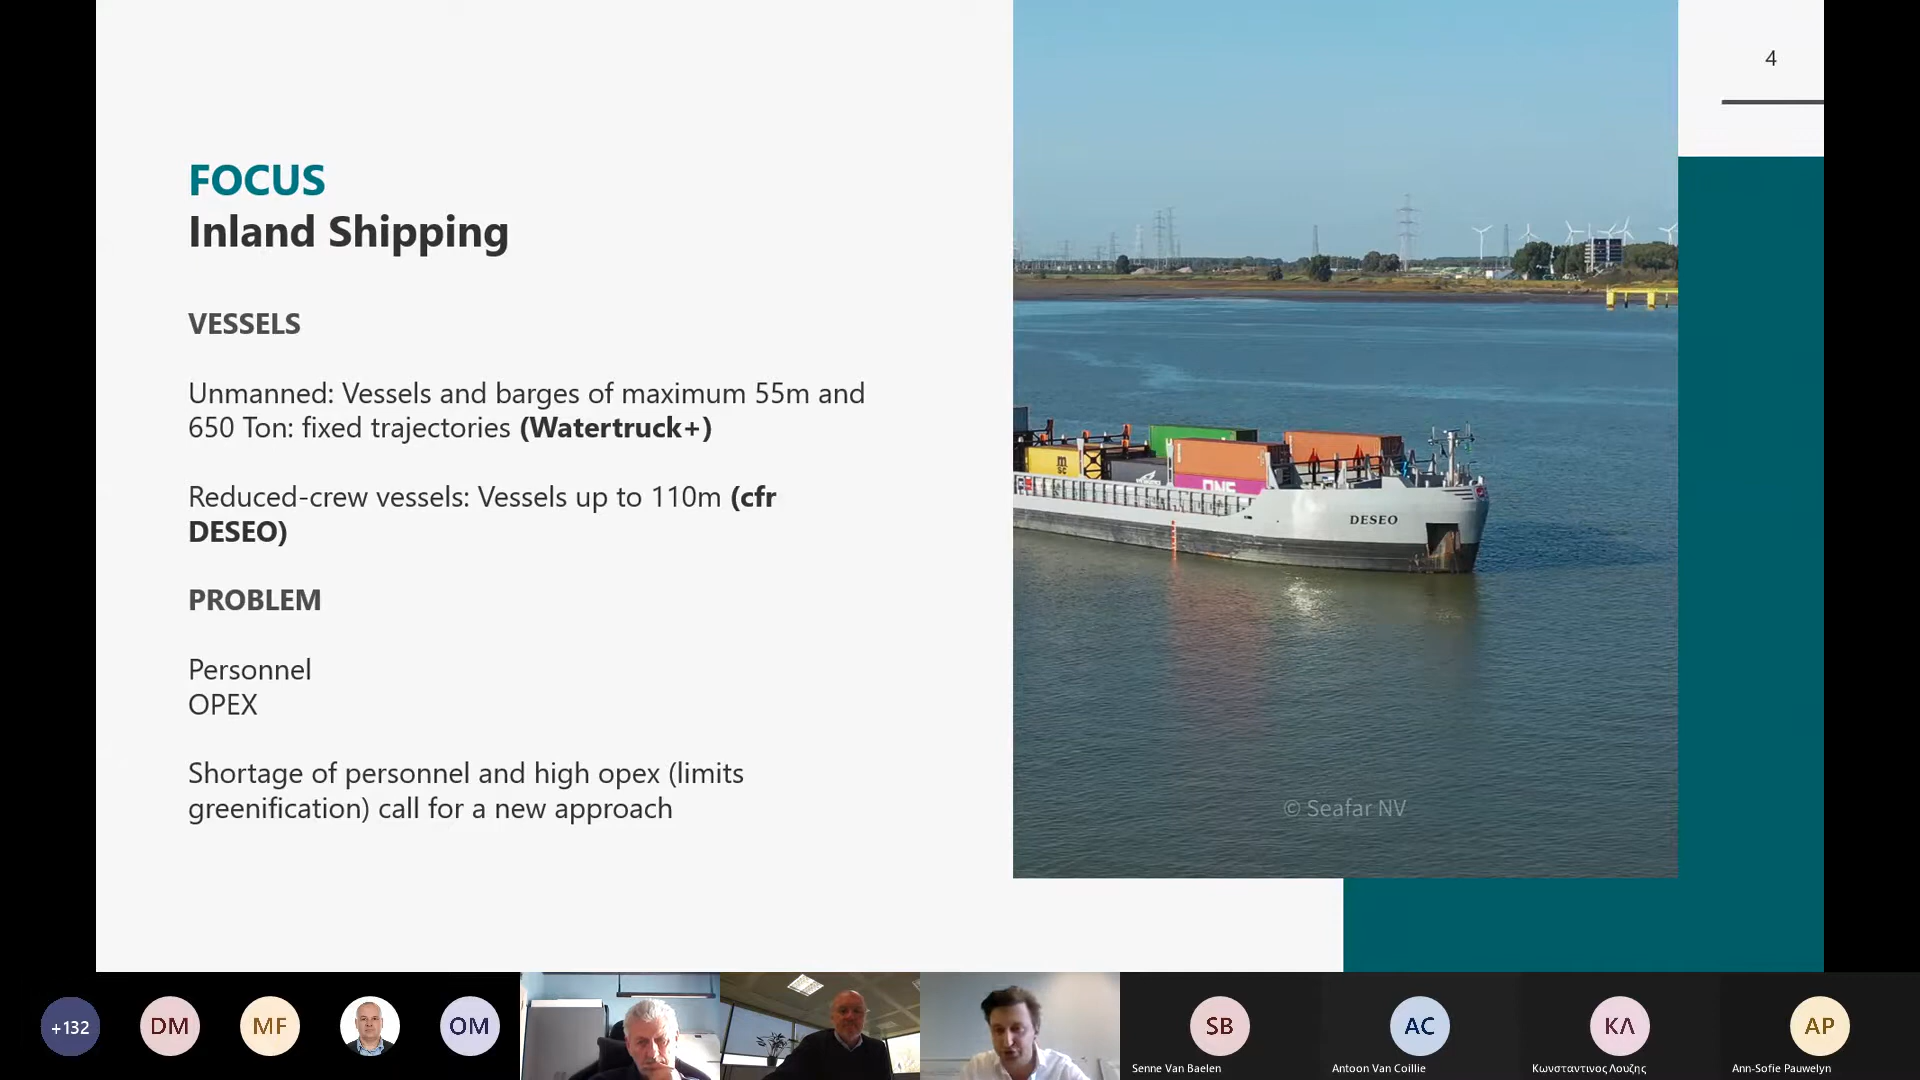 4
FOCUS
Inland Shipping
VESSELS
Unmanned: Vessels and barges of maximum 55m and
650 Ton: fixed trajectories (Watertruck+)
Reduced-crew vessels: Vessels up to 110m (cfr
DESEO)
PROBLEM
Personnel
OPEX
Shortage of personnel and high opex (limits
greenification) call for a new approach
m
sc
ONE
DESEO
© Seafar NV
+132
DM
MF
OM
SB
AC
ΚΛ
AP
Senne Van Baelen
Antoon Van Coillie
Κωνσταντινος Λουζης
Ann-Sofie Pauwelyn